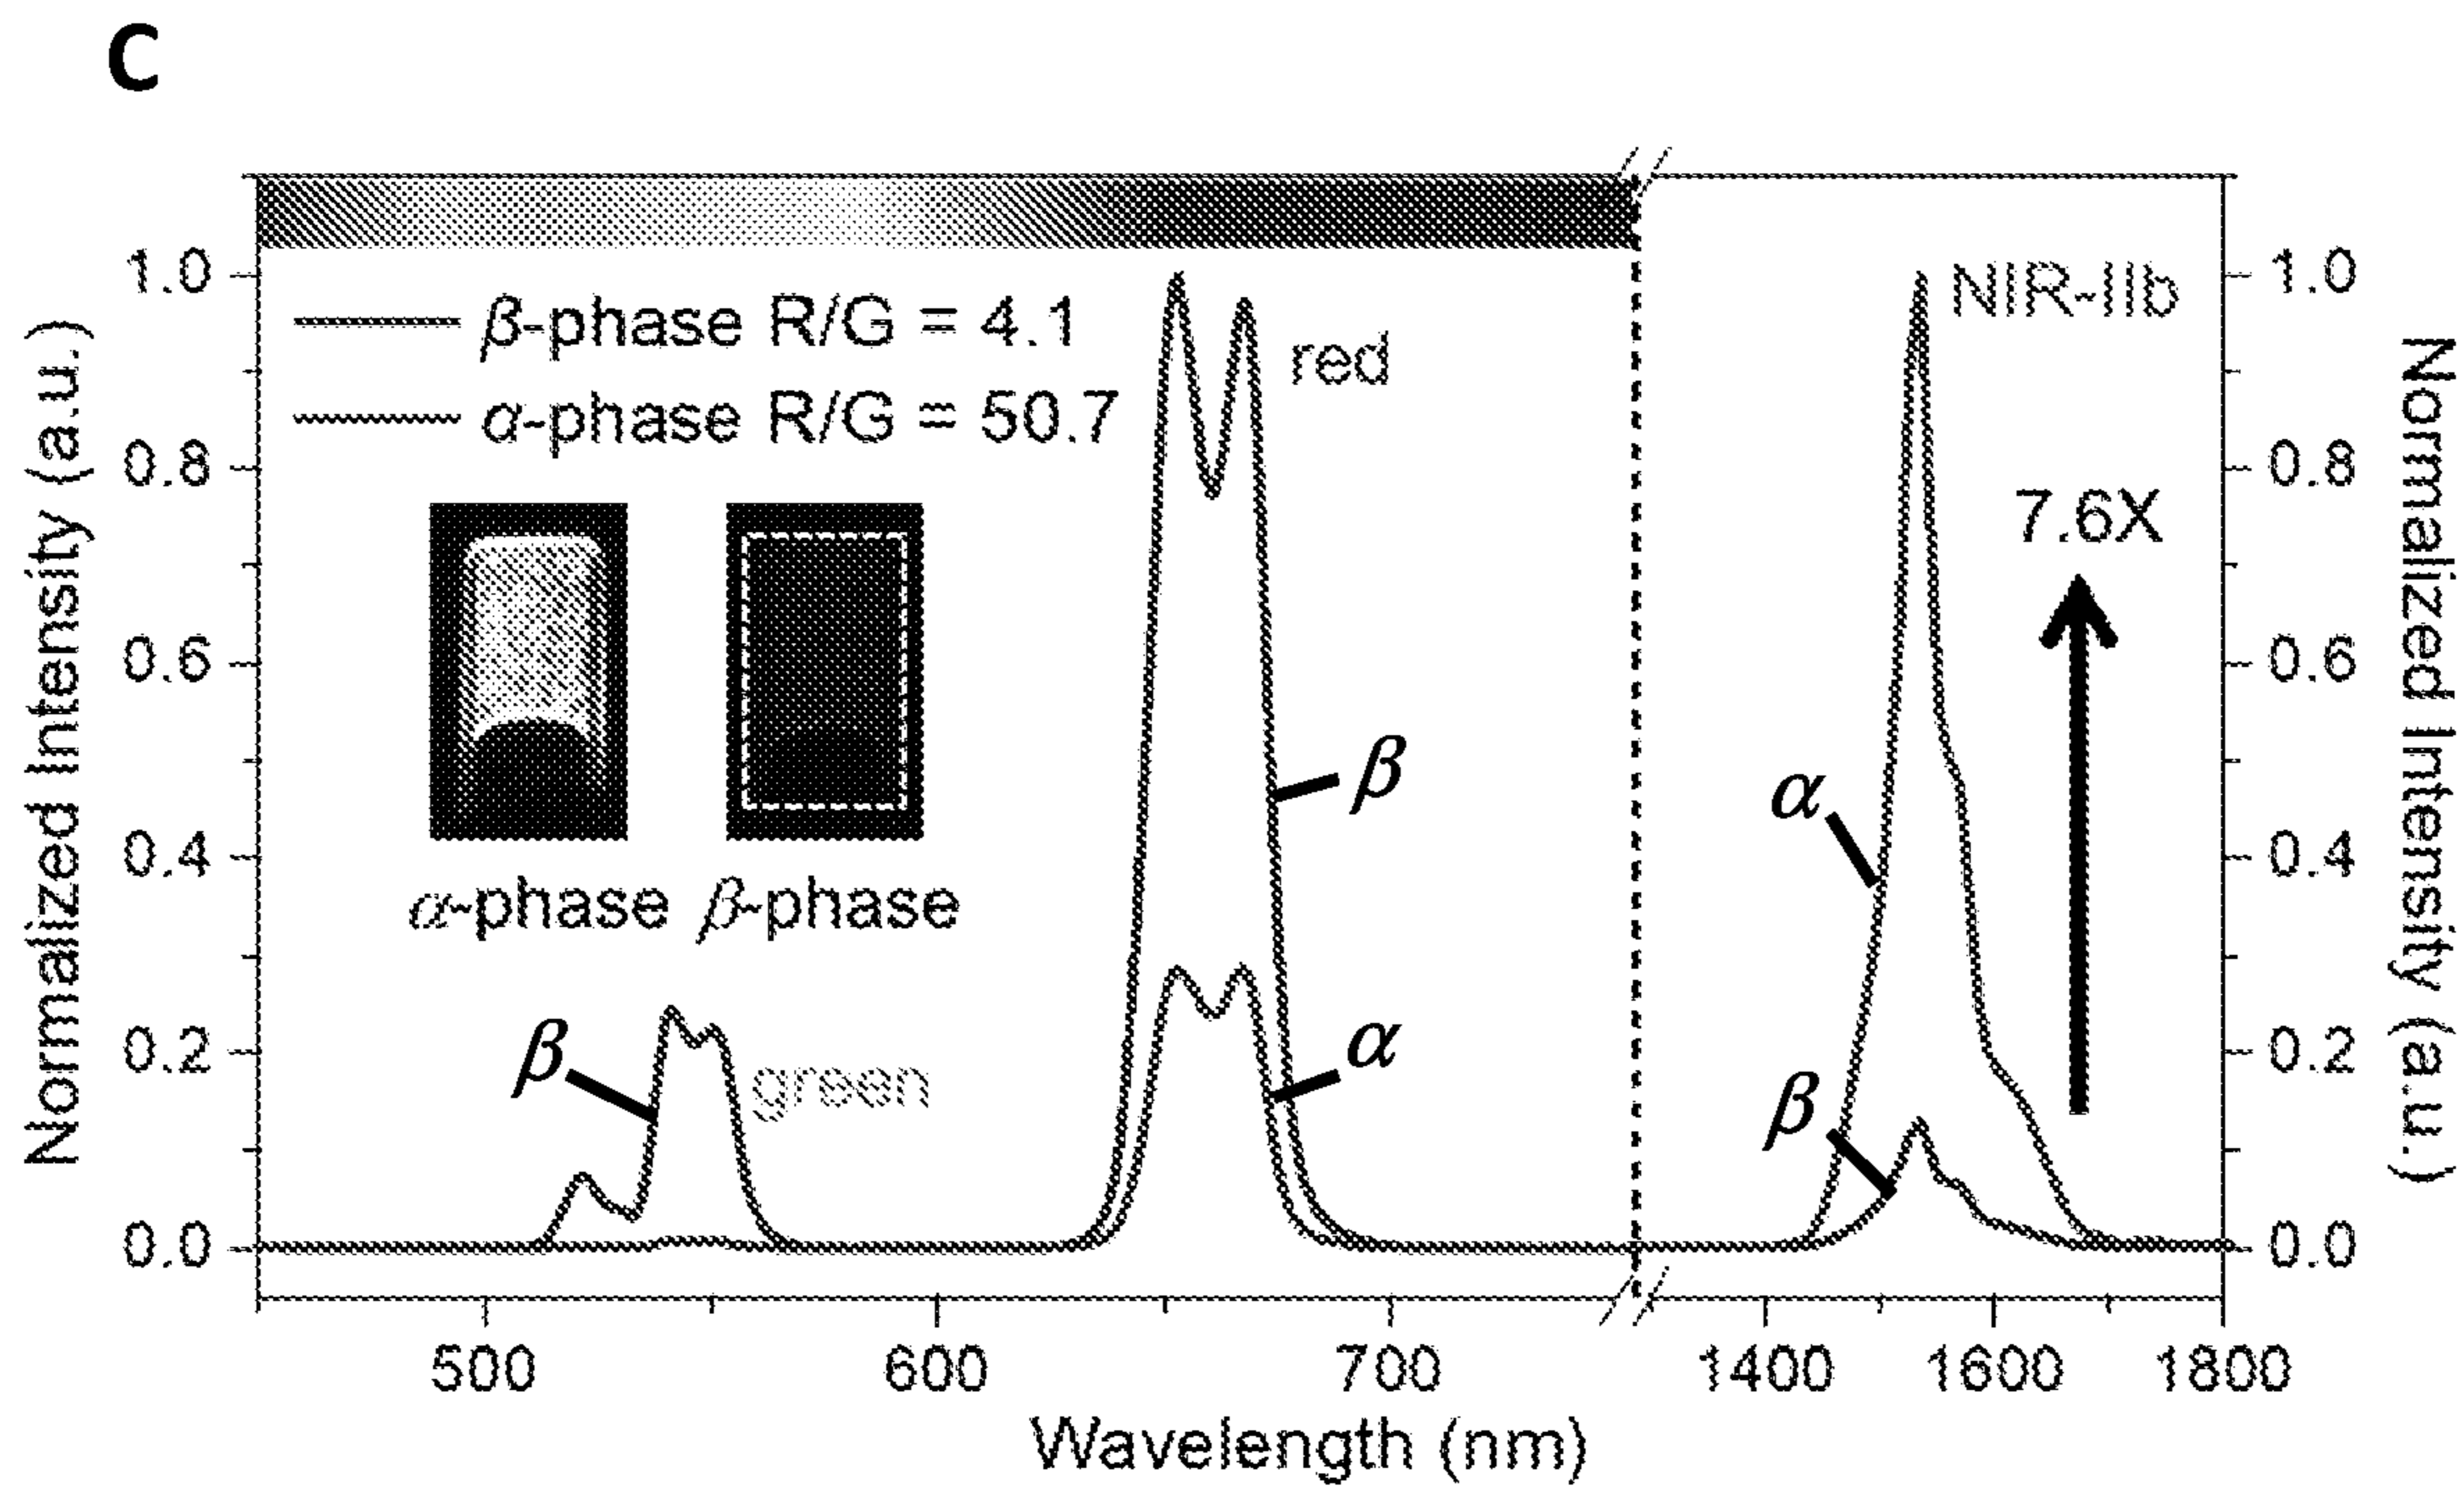 C
β-phase R/G = 4.1
α-phase R/G = 50.7
α-phase β-phase
red
NIR-IIb
7.6X
β
green
β
α
α
β
1.0
0.8
0.6
0.4
0.2
0.0
1.0
0.8
0.6
0.4
0.2
0.0
500 600 700 1400 1600 1800
Wavelength (nm)
Normalized Intensity (a.u.)
Normalized Intensity (a.u.)